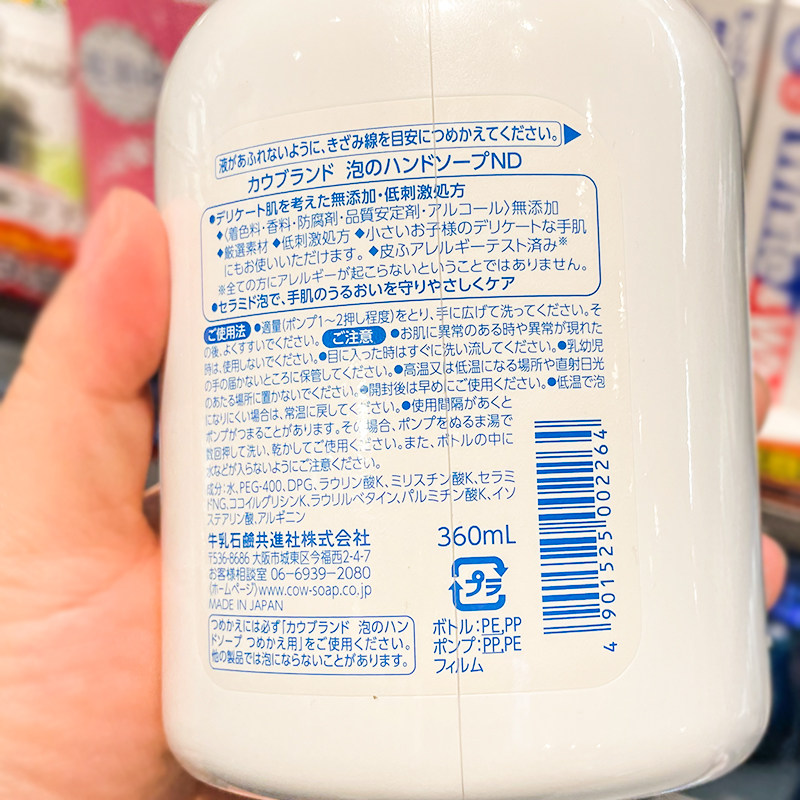 液があふれないように、きざみ線を目安につめかえてください。
カウブランド 泡のハンドソープND
●デリケート肌を考えた無添加・低刺激処方
◆〈着色料・香料・防腐剤・品質安定剤・アルコール〉無添加
◆厳選素材 ◆低刺激処方 ◆小さいお子様のデリケートな手肌
にもお使いいただけます。 ◆皮ふアレルギーテスト済み※
※全ての方にアレルギーが起こらないということではありません。
●セラミド泡で、手肌のうるおいを守りやさしくケア
ご使用法 ●適量(ポンプ1〜2押し程度)をとり、手に広げて洗ってください。そ
の後、よくすすいでください。 ご注意 ●お肌に異常のある時や異常が現れた
時は、使用しないでください。●目に入った時はすぐに洗い流してください。●乳幼児
の手の届かないところに保管してください。●高温又は低温になる場所や直射日光
のあたる場所に置かないでください。●開封後は早めにご使用ください。●低温で泡
になりにくい場合は、常温に戻してください。●使用間隔があくと
ポンプがつまることがあります。その場合、ポンプをぬるま湯で
数回押して洗い、乾かしてご使用ください。また、ボトルの中に
水などが入らないようにご注意ください。
成分:水、PEG-400、DPG、ラウリン酸K、ミリスチン酸K、セラミ
ドNG、ココイルグリシンK、ラウリルベタイン、パルミチン酸K、イソ
ステアリン酸、アルギニン
牛乳石鹸共進社株式会社
〒536-8686 大阪市城東区今福西2-4-7
お客様相談室 06-6939-2080
〈ホームページ〉www.cow-soap.co.jp
MADE IN JAPAN
つめかえには必ず「カウブランド 泡のハン
ドソープ つめかえ用」をご使用ください。
他の製品では泡にならないことがあります。
360mL
プラ
ボトル:PE,PP
ポンプ:PP,PE
フィルム
4 901525 002264